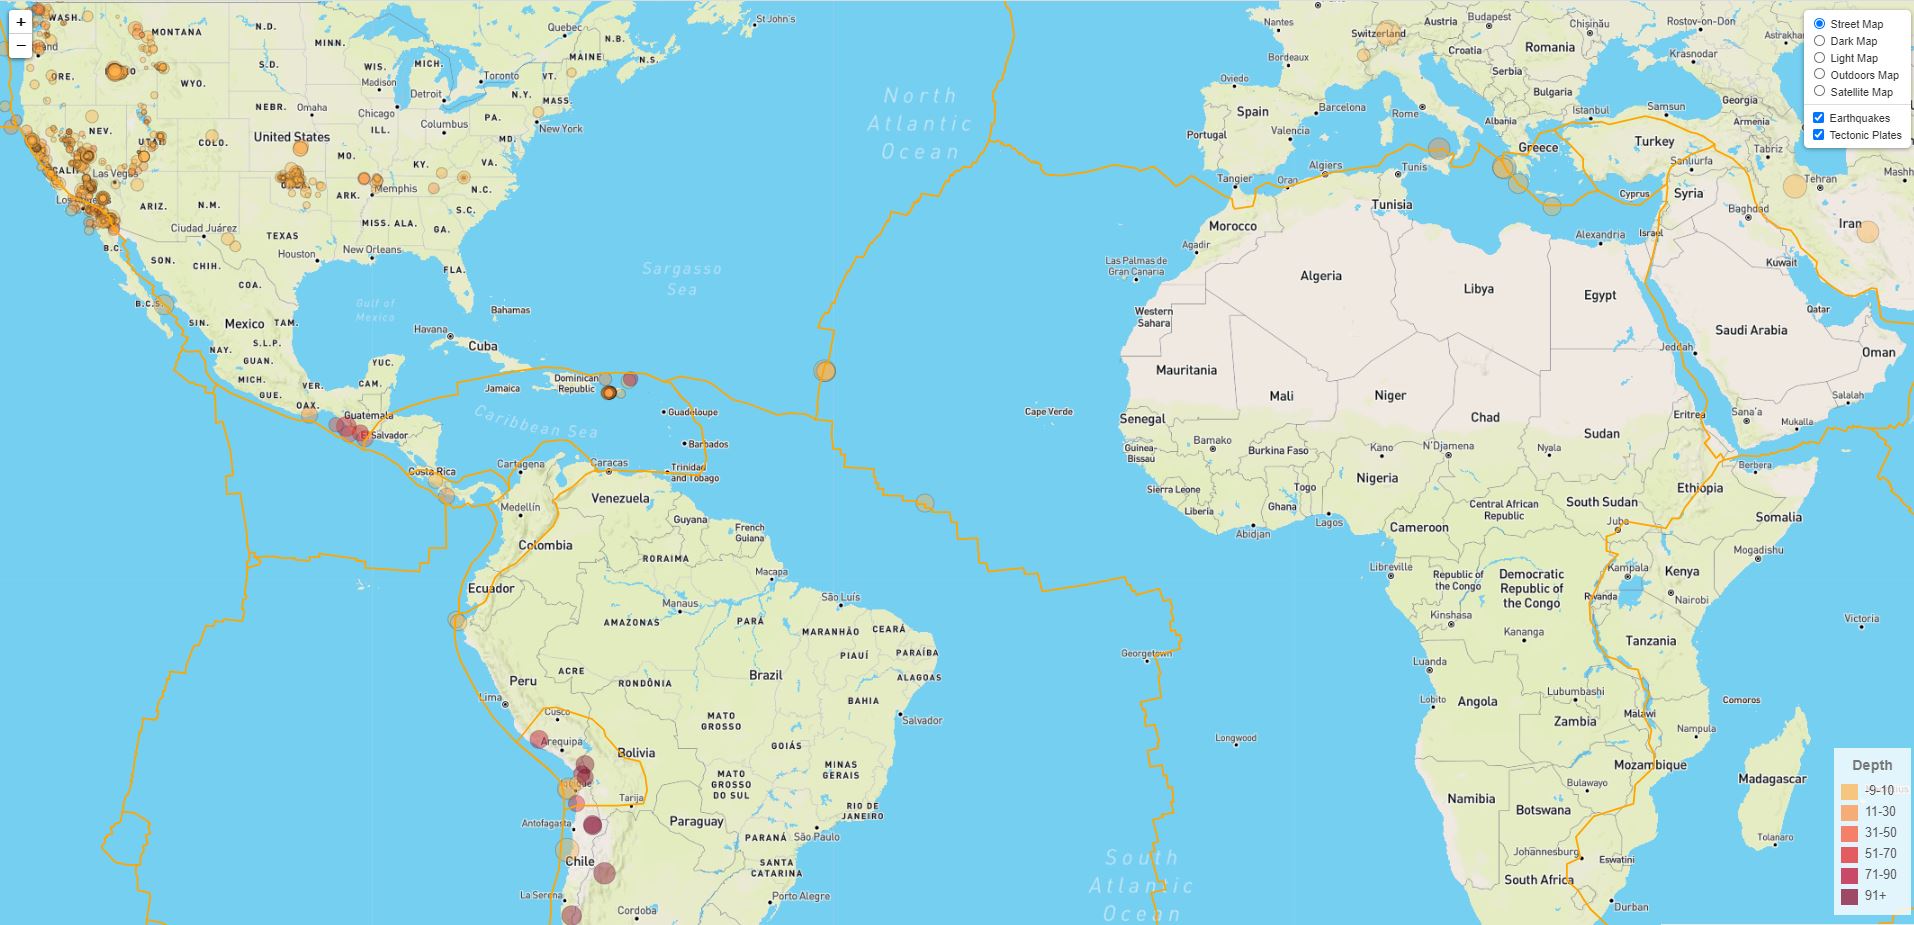 +
−
WASH.
MONTANA
N.D.
MINN.
S.D.
WIS.
MICH.
ORE.
WYO.
NEBR.
Quebec
N.B.
MAINE
N.S.
VT.
MASS.
N.Y.
St John's
Madison
Toronto
Detroit
Chicago
Omaha
NEV.
UTAH
COLO.
United States
ILL.
Columbus
PA.
New York
MD.
MO.
KY.
VA.
CALIF.
Las Vegas
ARIZ.
N.M.
ARK.
Memphis
N.C.
S.C.
MISS.
ALA.
GA.
TEXAS
Ciudad Juárez
Houston
New Orleans
FLA.
B.C.
SON.
CHIH.
COA.
B.C.S.
SIN.
Mexico
TAM.
NAY.
S.L.P.
GUAN.
MICH.
GUE.
VER.
OAX.
YUC.
CAM.
Gulf of
Mexico
Sargasso
Sea
Bahamas
Havana
Cuba
Jamaica
Dominican
Republic
Guadeloupe
Barbados
Trinidad
and Tobago
Caribbean Sea
Guatemala
El Salvador
Costa Rica
Cartagena
Caracas
Medellín
Venezuela
Guyana
French
Guiana
Colombia
RORAIMA
Macapa
Ecuador
Manaus
AMAZONAS
PARÁ
São Luís
MARANHÃO
CEARÁ
PIAUÍ
PARAÍBA
ALAGOAS
ACRE
RONDÔNIA
Brazil
BAHIA
Salvador
Peru
Lima
Cusco
Arequipa
MATO
GROSSO
GOIÁS
Bolivia
MATO
GROSSO
DO SUL
MINAS
GERAIS
RIO DE
JANEIRO
Tarija
Antofagasta
Paraguay
PARANÁ
São Paulo
SANTA
CATARINA
Chile
La Serena
Cordoba
Porto Alegre
North
Atlantic
Ocean
South
Atlantic
Ocean
Cape Verde
Georgetown
Longwood
Nantes
Switzerland
Austria
Budapest
Chișinău
Rostov-on-Don
Astrakhan
Bordeaux
Croatia
Romania
Krasnodar
Serbia
Bulgaria
Oviedo
Spain
Barcelona
Rome
Albania
Istanbul
Samsun
Georgia
Armenia
Portugal
Valencia
Greece
Turkey
Tabriz
Tangier
Oran
Algiers
Tunis
Şanlıurfa
Tehran
Mashh
Cyprus
Syria
Morocco
Tunisia
Baghdad
Iran
Agadir
Alexandria
Israel
Kuwait
Las Palmas de
Gran Canaria
Algeria
Libya
Egypt
Qatar
Western
Sahara
Saudi Arabia
Oman
Jeddah
Mauritania
Mali
Niger
Chad
Sudan
Eritrea
Sana'a
Salalah
Mukalla
Senegal
Guinea-
Bissau
Bamako
Burkina Faso
Kano
N'Djamena
Nyala
Berbera
Sierra Leone
Liberia
Togo
Ghana
Nigeria
Central African
Republic
South Sudan
Ethiopia
Abidjan
Lagos
Cameroon
Juba
Somalia
Mogadishu
Libreville
Republic of
the Congo
Democratic
Republic of
the Congo
Kampala
Kenya
Rwanda
Nairobi
Kinshasa
Kananga
Tanzania
Victoria
Luanda
Lobito
Angola
Lubumbashi
Zambia
Malawi
Comoros
Nampula
Mozambique
Namibia
Bulawayo
Botswana
Madagascar
Johannesburg
Eswatini
Tolanaro
South Africa
Durban
Street Map
Dark Map
Light Map
Outdoors Map
Satellite Map
Earthquakes
Tectonic Plates
Depth
-9-10
11-30
31-50
51-70
71-90
91+